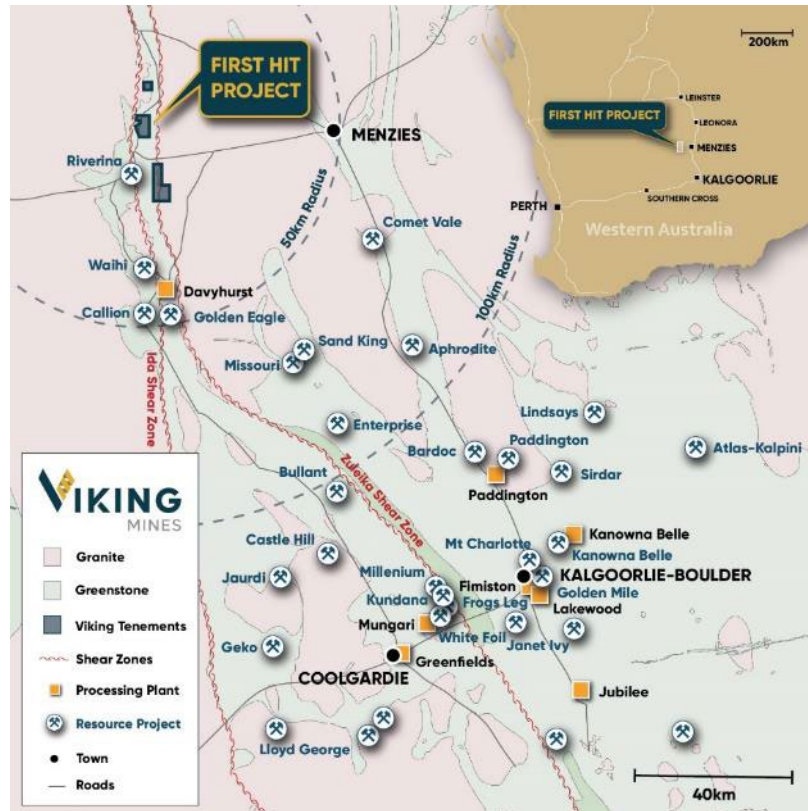 FIRST HIT
PROJECT
200km
LEINSTER
LEONORA
FIRST HIT PROJECT
MENZIES
KALGOORLIE
PERTH
SOUTHERN CROSS
Western Australia
MENZIES
Riverina
50km Radius
Comet Vale
100km Radius
Waihi
Davyhurst
Callion
Golden Eagle
Sand King
Missouri
Aphrodite
Ida Shear Zone
Lindsays
Enterprise
Bardoc
Paddington
Atlas-Kalpini
Sirdar
Paddington
Bullant
Zuleika Shear Zone
Castle Hill
Mt Charlotte
Kanowna Belle
Kanowna Belle
Jaurdi
Millenium
Fimiston
KALGOORLIE-BOULDER
Kundana
Frogs Leg
Golden Mile
Lakewood
Mungari
White Foil
Janet Ivy
Geko
Greenfields
COOLGARDIE
Jubilee
Lloyd George
40km
VIKING
MINES
Granite
Greenstone
Viking Tenements
Shear Zones
Processing Plant
Resource Project
Town
Roads